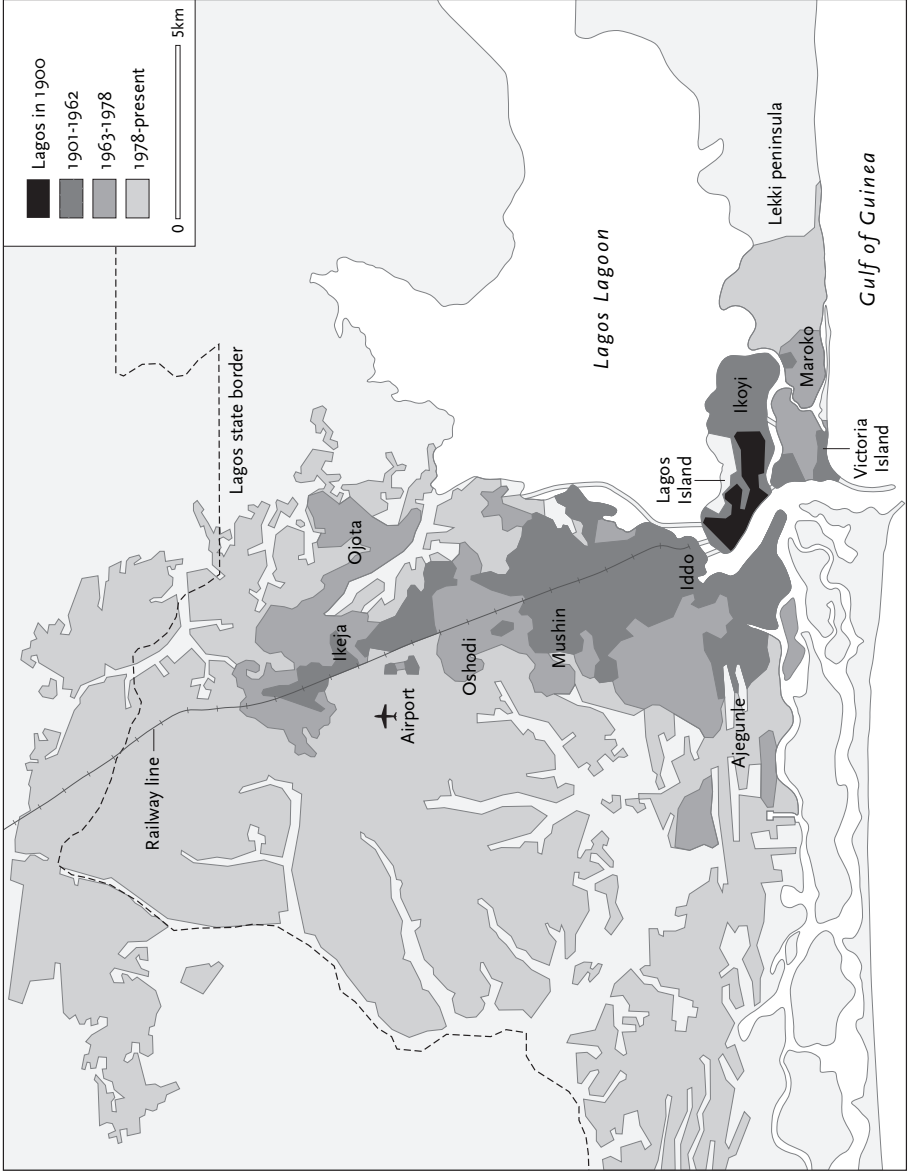 Lagos in 1900
1901-1962
1963-1978
1978-present
0
5km
Lagos state border
Railway line
Ojota
Ikeja
Airport
Oshodi
Mushin
Iddo
Ajegunle
Lagos
Island
Ikoyi
Maroko
Victoria
Island
Lagos Lagoon
Lekki peninsula
Gulf of Guinea